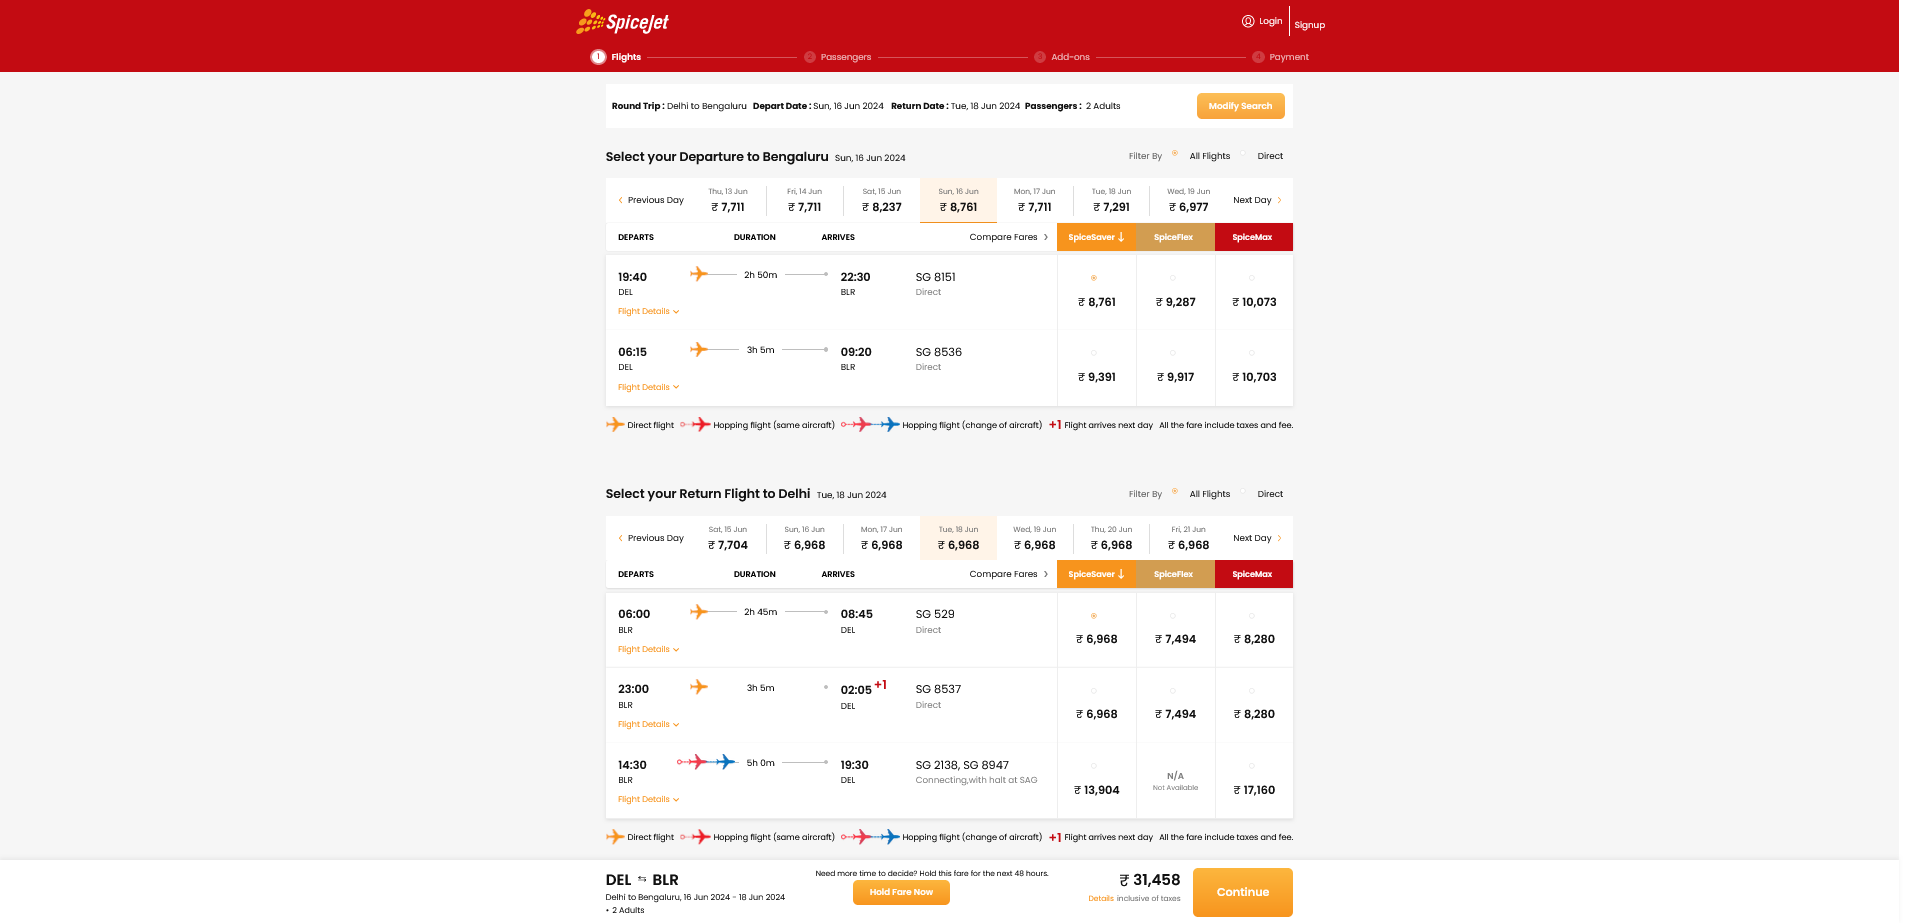 SpiceJet
Login
Signup
1 Flights
2 Passengers
3 Add-ons
4 Payment
Round Trip : Delhi to Bengaluru Depart Date : Sun, 16 Jun 2024 Return Date : Tue, 18 Jun 2024 Passengers : 2 Adults
Modify Search
Select your Departure to Bengaluru Sun, 16 Jun 2024
Filter By All Flights Direct
Previous Day
Thu, 13 Jun
₹ 7,711
Fri, 14 Jun
₹ 7,711
Sat, 15 Jun
₹ 8,237
Sun, 16 Jun
₹ 8,761
Mon, 17 Jun
₹ 7,711
Tue, 18 Jun
₹ 7,291
Wed, 19 Jun
₹ 6,977
Next Day
DEPARTS DURATION ARRIVES Compare Fares SpiceSaver SpiceFlex SpiceMax
19:40 2h 50m 22:30 SG 8151
DEL BLR Direct
₹ 8,761 ₹ 9,287 ₹ 10,073
Flight Details
06:15 3h 5m 09:20 SG 8536
DEL BLR Direct
₹ 9,391 ₹ 9,917 ₹ 10,703
Flight Details
Direct flight Hopping flight (same aircraft) Hopping flight (change of aircraft) +1 Flight arrives next day All the fare include taxes and fee.
Select your Return Flight to Delhi Tue, 18 Jun 2024
Filter By All Flights Direct
Previous Day
Sat, 15 Jun
₹ 7,704
Sun, 16 Jun
₹ 6,968
Mon, 17 Jun
₹ 6,968
Tue, 18 Jun
₹ 6,968
Wed, 19 Jun
₹ 6,968
Thu, 20 Jun
₹ 6,968
Fri, 21 Jun
₹ 6,968
Next Day
DEPARTS DURATION ARRIVES Compare Fares SpiceSaver SpiceFlex SpiceMax
06:00 2h 45m 08:45 SG 529
BLR DEL Direct
₹ 6,968 ₹ 7,494 ₹ 8,280
Flight Details
23:00 3h 5m 02:05 +1 SG 8537
BLR DEL Direct
₹ 6,968 ₹ 7,494 ₹ 8,280
Flight Details
14:30 5h 0m 19:30 SG 2138, SG 8947
BLR DEL Connecting,with halt at SAG
₹ 13,904 N/A ₹ 17,160
Not Available
Flight Details
Direct flight Hopping flight (same aircraft) Hopping flight (change of aircraft) +1 Flight arrives next day All the fare include taxes and fee.
DEL ⇆ BLR
Delhi to Bengaluru, 16 Jun 2024 - 18 Jun 2024
• 2 Adults
Need more time to decide? Hold this fare for the next 48 hours.
Hold Fare Now
₹ 31,458
Details inclusive of taxes
Continue